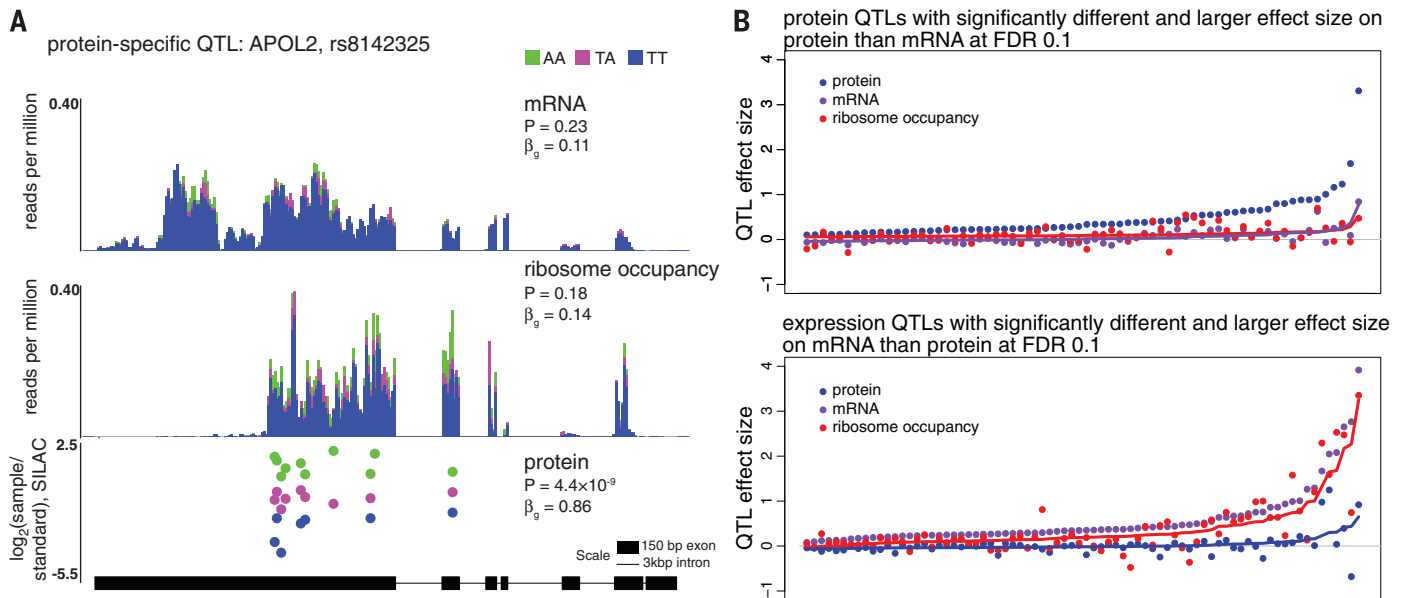 A
protein-specific QTL: APOL2, rs8142325
AA TA TT
reads per million
0.40
mRNA
P = 0.23
βg = 0.11
reads per million
0.40
ribosome occupancy
P = 0.18
βg = 0.14
log2(sample/
standard), SILAC
2.5
-5.5
protein
P = 4.4×10-9
βg = 0.86
Scale
150 bp exon
3kbp intron
B
protein QTLs with significantly different and larger effect size on
protein than mRNA at FDR 0.1
QTL effect size
4
3
2
1
0
−1
protein
mRNA
ribosome occupancy
expression QTLs with significantly different and larger effect size
on mRNA than protein at FDR 0.1
QTL effect size
4
3
2
1
0
−1
protein
mRNA
ribosome occupancy